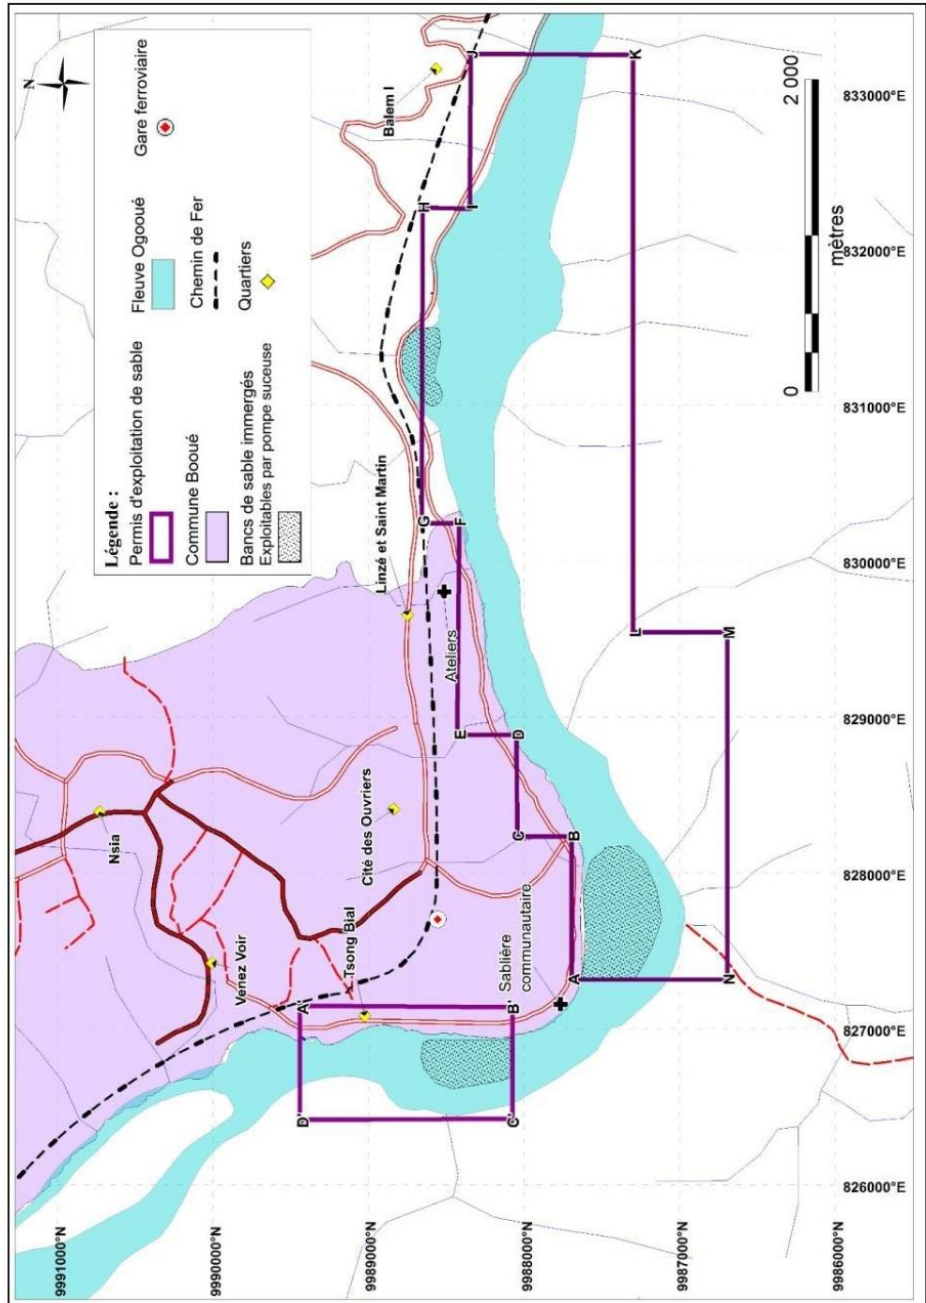 N
Légende :
Permis d'exploitation de sable
Commune Booué
Bancs de sable immergés
Exploitables par pompe suceuse
Fleuve Ogooué
Chemin de Fer
Quartiers
Gare ferroviaire
9991000°N
9990000°N
9989000°N
9988000°N
9987000°N
9986000°N
826000°E
827000°E
828000°E
829000°E
830000°E
831000°E
832000°E
833000°E
Nsia
Venez Voir
Cité des Ouvriers
Tsong Bial
Sablière
communautaire
Linzé et Saint Martin
Ateliers
Balem I
A
B
C
D
E
F
G
H
I
J
K
L
M
N
A'
B'
C'
D'
0
2 000
mètres